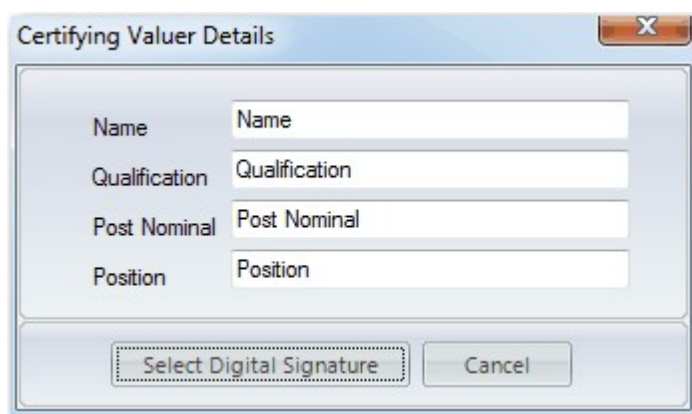 Certifying Valuer Details
X
Name Name
Qualification Qualification
Post Nominal Post Nominal
Position Position
Select Digital Signature Cancel